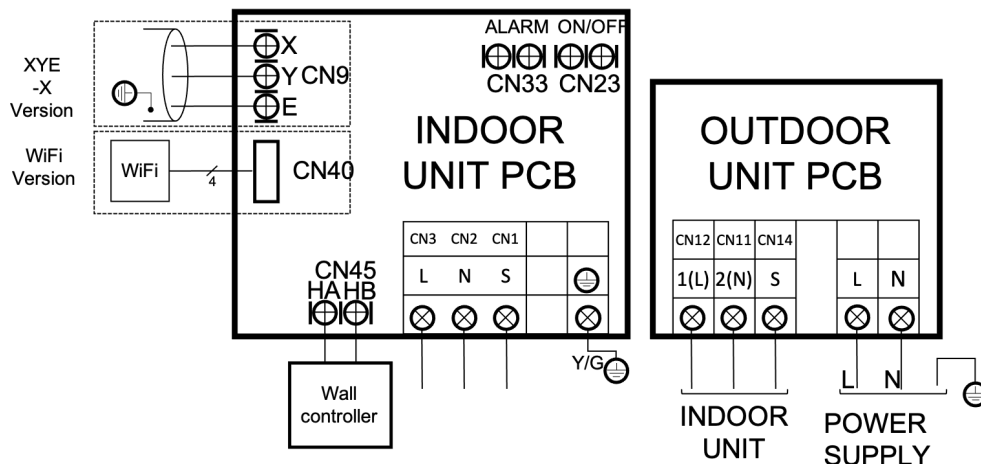 XYE
-X
Version
X
Y CN9
E
ALARM ON/OFF
CN33 CN23
WiFi
Version
WiFi
4
CN40
INDOOR
UNIT PCB
CN45
HA HB
CN3 CN2 CN1
L N S
Y/G
Wall
controller
OUTDOOR
UNIT PCB
CN12 CN11 CN14
1(L) 2(N) S L N
L N
INDOOR
UNIT
POWER
SUPPLY